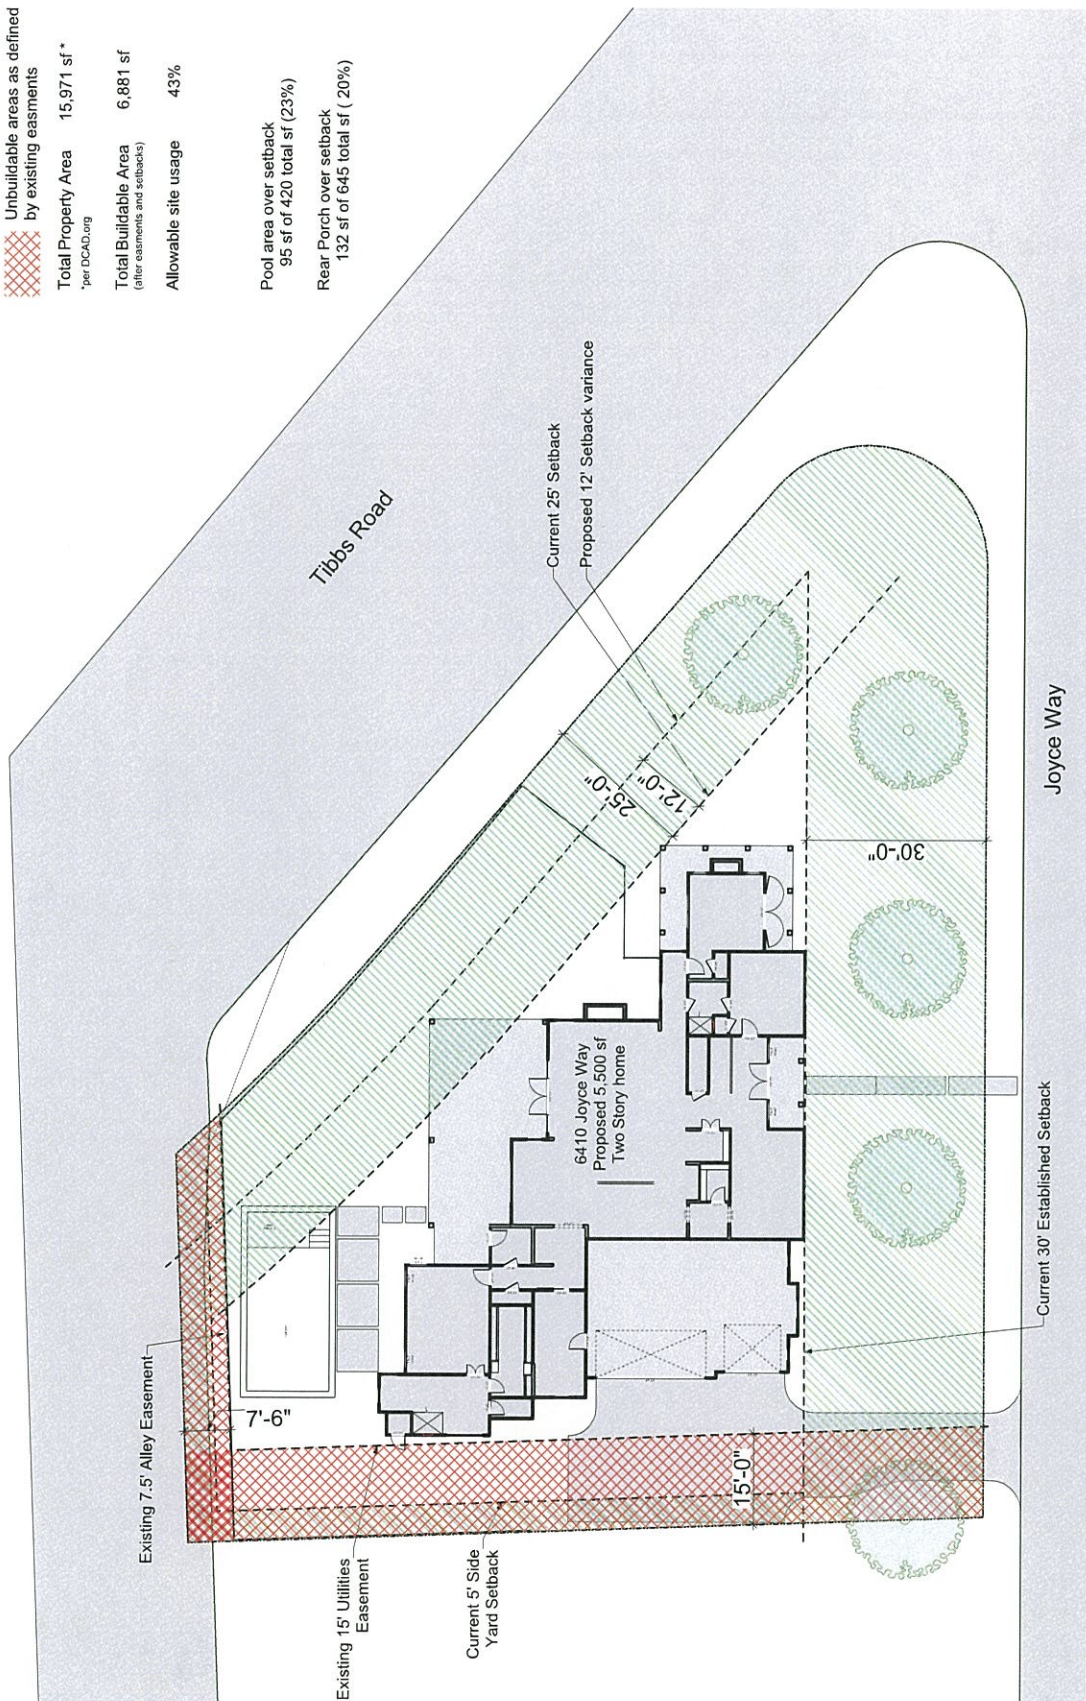 Unbuildable areas as defined
by existing easments
Total Property Area 15,971 sf *
*per DCAD.org
Total Buildable Area 6,881 sf
(after easments and setbacks)
Allowable site usage 43%
Pool area over setback
95 sf of 420 total sf (23%)
Rear Porch over setback
132 sf of 645 total sf ( 20%)
Tibbs Road
Current 25' Setback
Proposed 12' Setback variance
25'-0"
12'-0"
30'-0"
Joyce Way
6410 Joyce Way
Proposed 5,500 sf
Two Story home
Existing 7.5' Alley Easement
7'-6"
Existing 15' Utilities
Easement
Current 5' Side
Yard Setback
15'-0"
Current 30' Established Setback